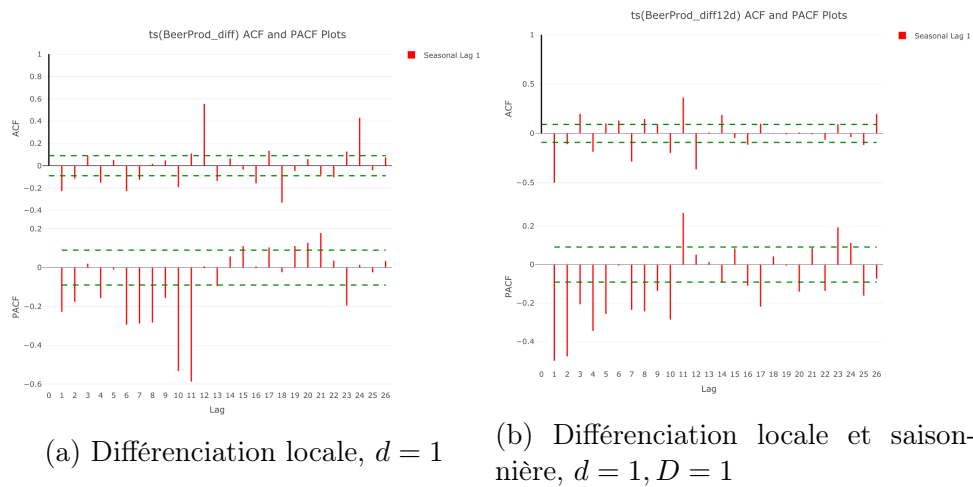 ts(BeerProd_diff) ACF and PACF Plots
Seasonal Lag 1
1
0.8
0.6
0.4
0.2
0
−0.2
−0.4
ACF
0.2
0
−0.2
−0.4
−0.6
PACF
0 1 2 3 4 5 6 7 8 9 10 11 12 13 14 15 16 17 18 19 20 21 22 23 24 25 26
Lag
(a) Différenciation locale, d = 1
ts(BeerProd_diff12d) ACF and PACF Plots
Seasonal Lag 1
1
0.5
0
−0.5
ACF
0.2
0
−0.2
−0.4
PACF
0 1 2 3 4 5 6 7 8 9 10 11 12 13 14 15 16 17 18 19 20 21 22 23 24 25 26
Lag
(b) Différenciation locale et saison-
nière, d = 1, D = 1